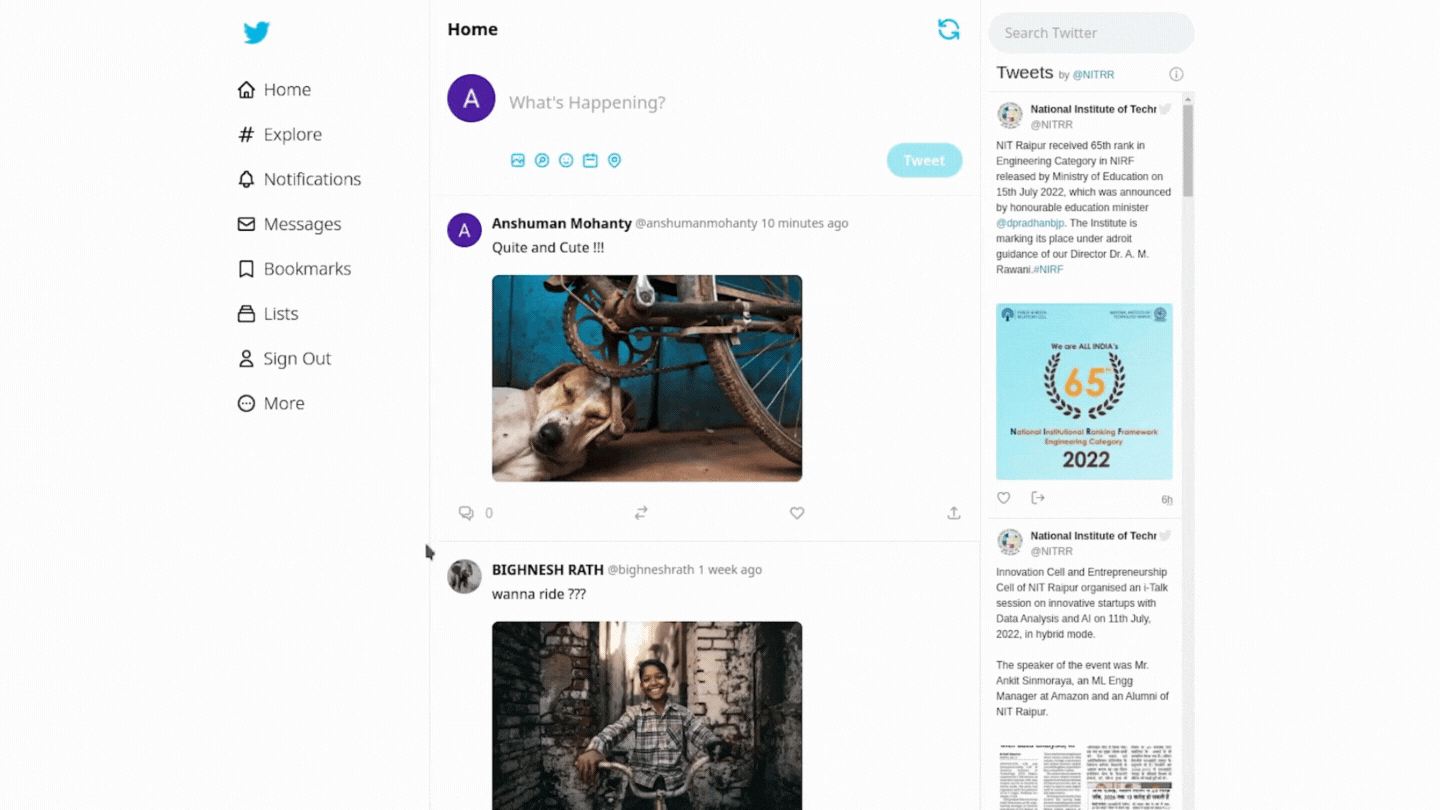 Home
Explore
Notifications
Messages
Bookmarks
Lists
Sign Out
More
Home
A
What's Happening?
Tweet
A
Anshuman Mohanty @anshumanmohanty 10 minutes ago
Quite and Cute !!!
0
BIGHNESH RATH @bighneshrath 1 week ago
wanna ride ???
Search Twitter
Tweets by @NITRR
National Institute of Techr
@NITRR
NIT Raipur received 65th rank in
Engineering Category in NIRF
released by Ministry of Education on
15th July 2022, which was announced
by honourable education minister
@dpradhanbjp. The Institute is
marking its place under adroit
guidance of our Director Dr. A. M.
Rawani.#NIRF
We are ALL INDIA's
65th
National Institutional Ranking Framework
Engineering Category
2022
6h
National Institute of Techr
@NITRR
Innovation Cell and Entrepreneurship
Cell of NIT Raipur organised an i-Talk
session on innovative startups with
Data Analysis and AI on 11th July,
2022, in hybrid mode.
The speaker of the event was Mr.
Ankit Sinmoraya, an ML Engg
Manager at Amazon and an Alumni of
NIT Raipur.